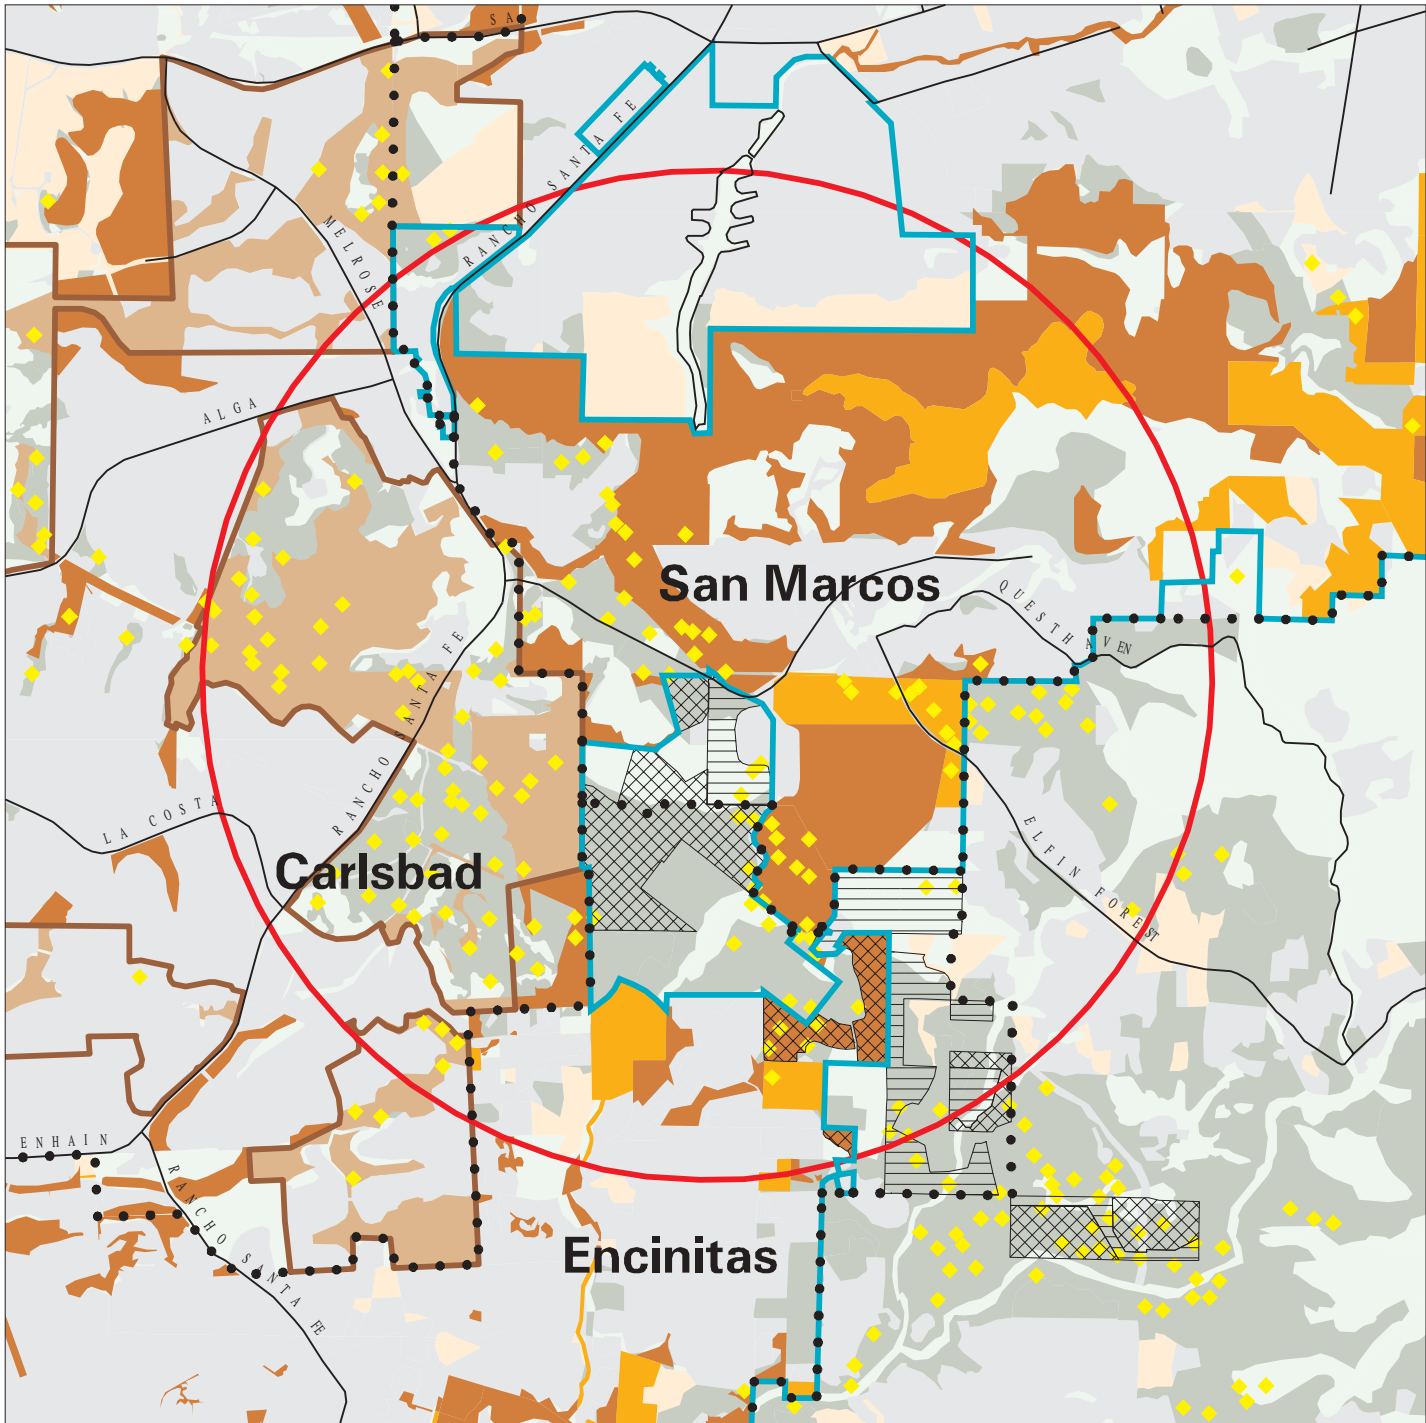 SA
RANCHO SANTA FE
MELROSE
ALGA
San Marcos
QUESTHAVEN
RANCHO SANTA FE
LA COSTA
Carlsbad
ELFIN FOREST
ENHAIN
RANCHO SANTA FE
Encinitas